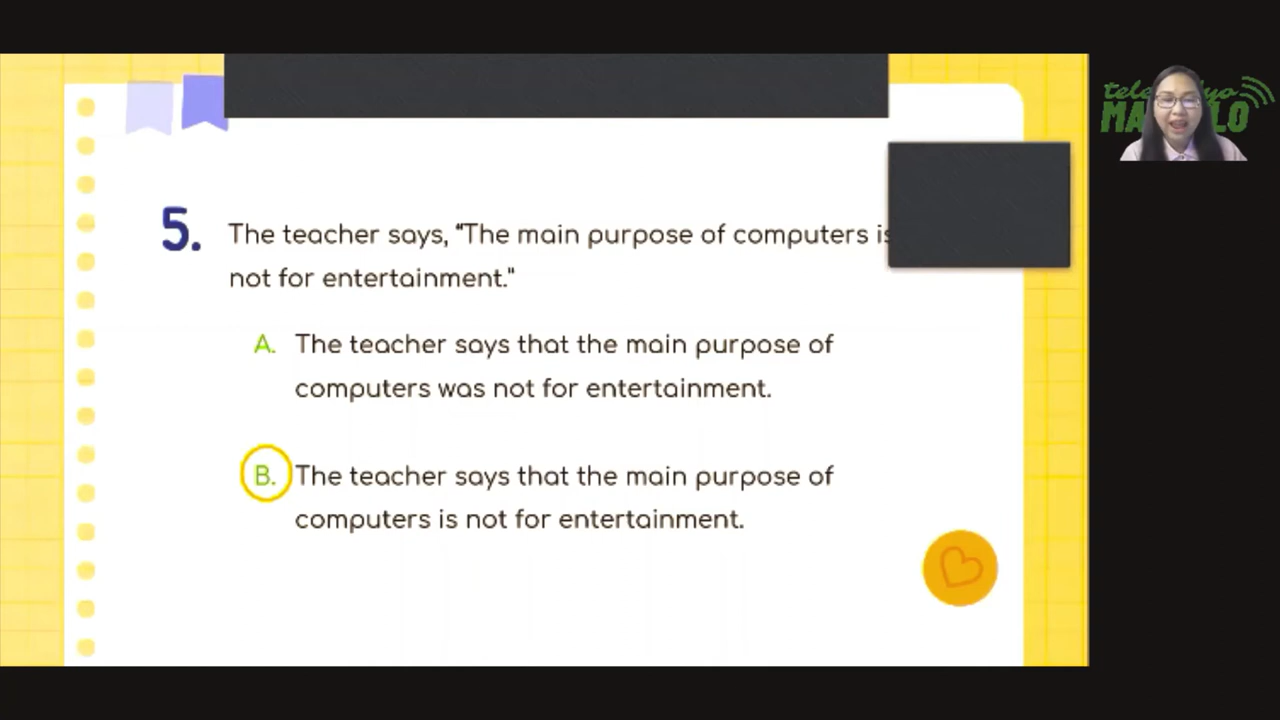 5.
The teacher says, “The main purpose of computers is
not for entertainment."
A. The teacher says that the main purpose of
computers was not for entertainment.
B. The teacher says that the main purpose of
computers is not for entertainment.